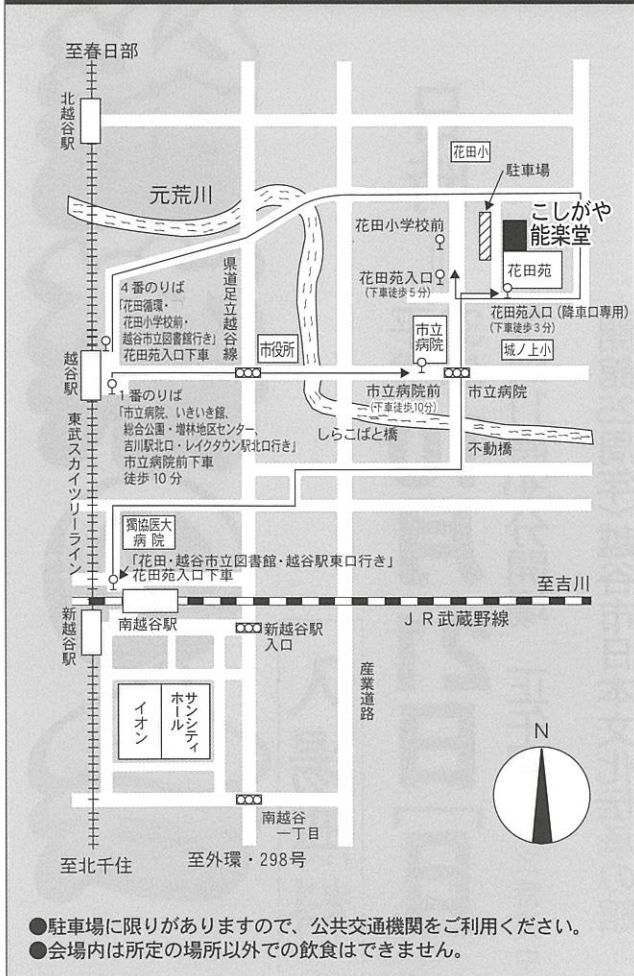 至春日部
北越谷駅
元荒川
花田小
駐車場
こしがや
能楽堂
花田小学校前
花田苑
花田苑入口
(下車徒歩5分)
花田苑入口(降車口専用)
(下車徒歩3分)
城ノ上小
県道足立越谷線
4番のりば
「花田循環・
花田小学校前・
越谷市立図書館行き」
花田苑入口下車
市役所
市立
病院
越谷駅
市立病院前
(下車徒歩10分)
市立病院
1番のりば
「市立病院、いきいき館、
総合公園・増林地区センター、
吉川駅北口・レイクタウン駅北口行き」
市立病院前下車
徒歩10分
しらこばと橋
不動橋
東武スカイツリーライン
獨協医大
病院
「花田・越谷市立図書館・越谷駅東口行き」
花田苑入口下車
至吉川
新越谷駅
南越谷駅
JR武蔵野線
新越谷駅
入口
産業道路
イオン
サンシティ
ホール
N
南越谷
一丁目
至北千住
至外環・298号
●駐車場に限りがありますので、公共交通機関をご利用ください。
●会場内は所定の場所以外での飲食はできません。